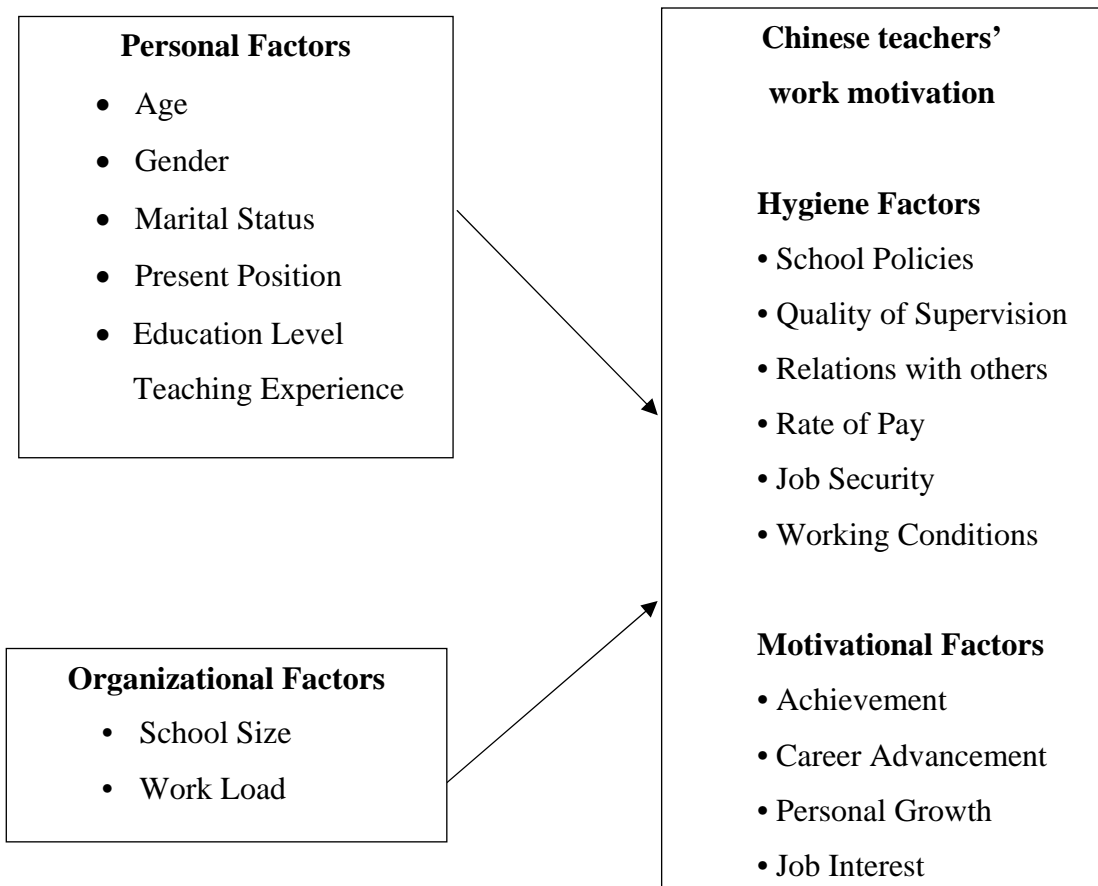 Personal Factors
• Age
• Gender
• Marital Status
• Present Position
• Education Level
Teaching Experience
Organizational Factors
• School Size
• Work Load
Chinese teachers’
work motivation
Hygiene Factors
• School Policies
• Quality of Supervision
• Relations with others
• Rate of Pay
• Job Security
• Working Conditions
Motivational Factors
• Achievement
• Career Advancement
• Personal Growth
• Job Interest